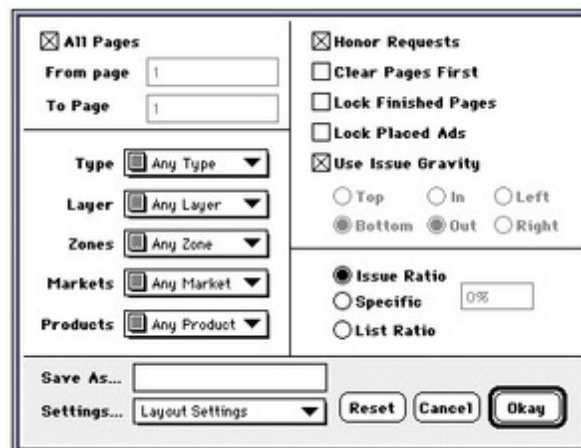 All Pages
From page 1
To Page 1
Type Any Type
Layer Any Layer
Zones Any Zone
Markets Any Market
Products Any Product
Honor Requests
Clear Pages First
Lock Finished Pages
Lock Placed Ads
Use Issue Gravity
Top In Left
Bottom Out Right
Issue Ratio
Specific 0%
List Ratio
Save As...
Settings... Layout Settings Reset Cancel Okay